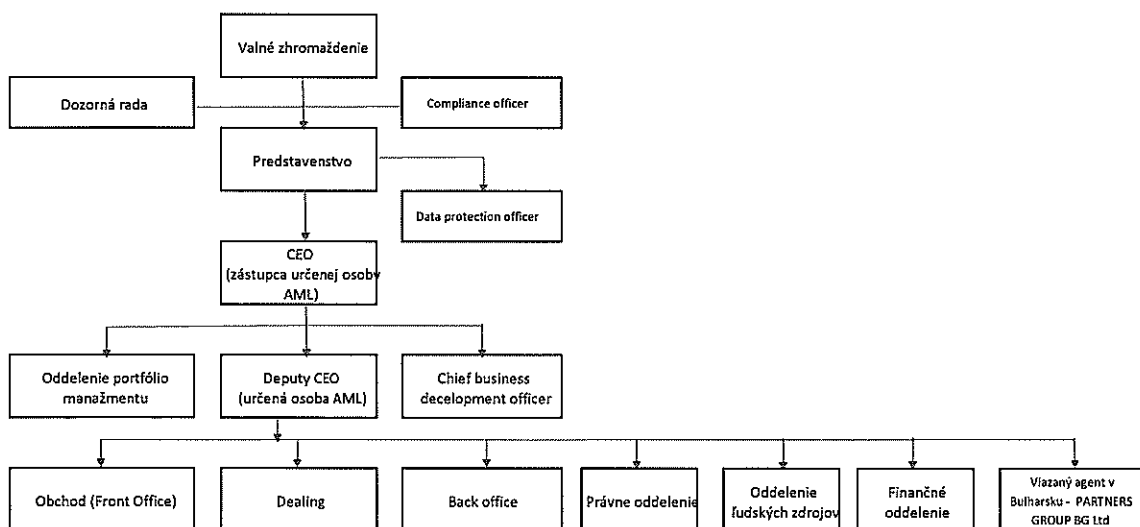 Valné zhromaždenie
Dozorná rada
Compliance officer
Predstavenstvo
Data protection officer
CEO
(zástupca určenej osoby
AML)
Oddelenie portfólio
manažmentu
Deputy CEO
(určená osoba AML)
Chief business
decelopment officer
Obchod (Front Office)
Dealing
Back office
Právne oddelenie
Oddelenie
ľudských zdrojov
Finančné
oddelenie
Viazaný agent v
Bulharsku - PARTNERS
GROUP BG Ltd